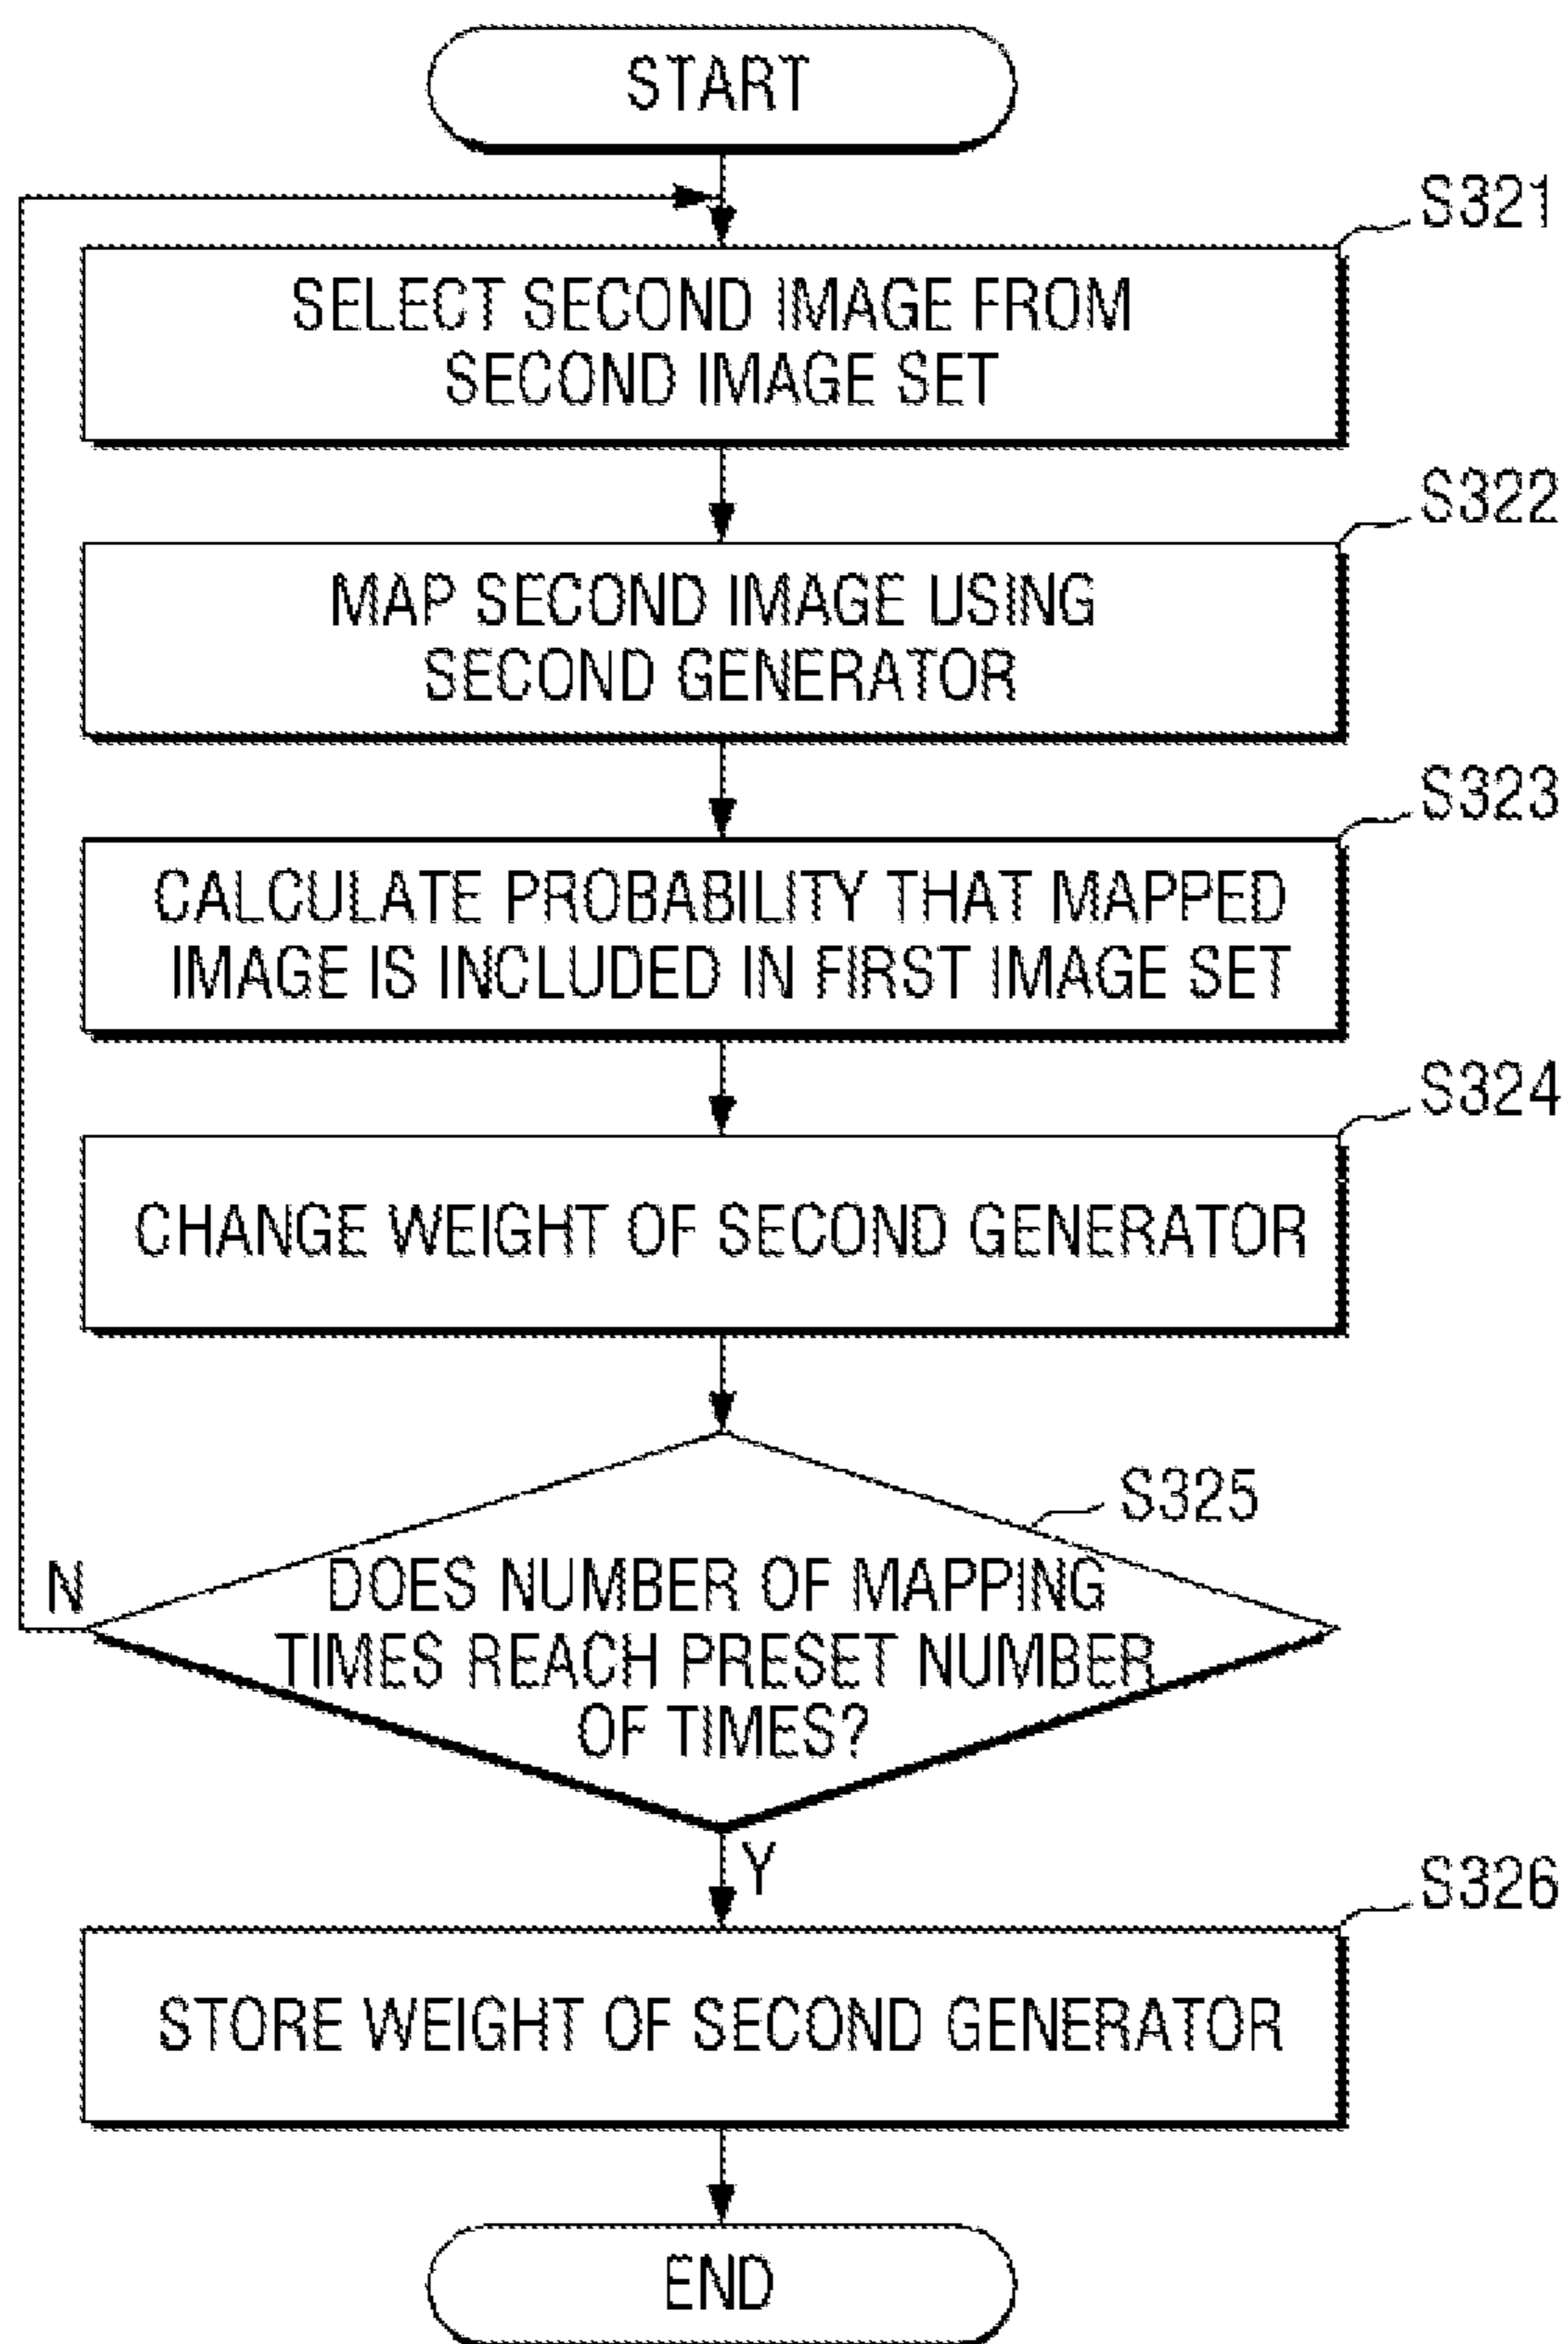 START
S321
SELECT SECOND IMAGE FROM
SECOND IMAGE SET
S322
MAP SECOND IMAGE USING
SECOND GENERATOR
S323
CALCULATE PROBABILITY THAT MAPPED
IMAGE IS INCLUDED IN FIRST IMAGE SET
S324
CHANGE WEIGHT OF SECOND GENERATOR
S325
N
DOES NUMBER OF MAPPING
TIMES REACH PRESET NUMBER
OF TIMES?
Y
S326
STORE WEIGHT OF SECOND GENERATOR
END